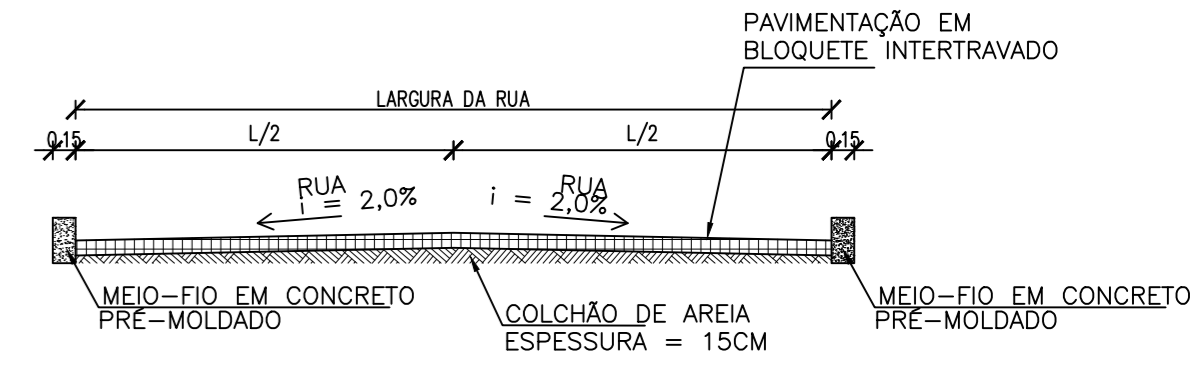 PAVIMENTAÇÃO EM
BLOQUETE INTERTRAVADO
LARGURA DA RUA
0,15 L/2 L/2 0,15
RUA RUA
i = 2,0% i = 2,0%
MEIO-FIO EM CONCRETO
PRÉ-MOLDADO
COLCHÃO DE AREIA
ESPESSURA = 15CM
MEIO-FIO EM CONCRETO
PRÉ-MOLDADO